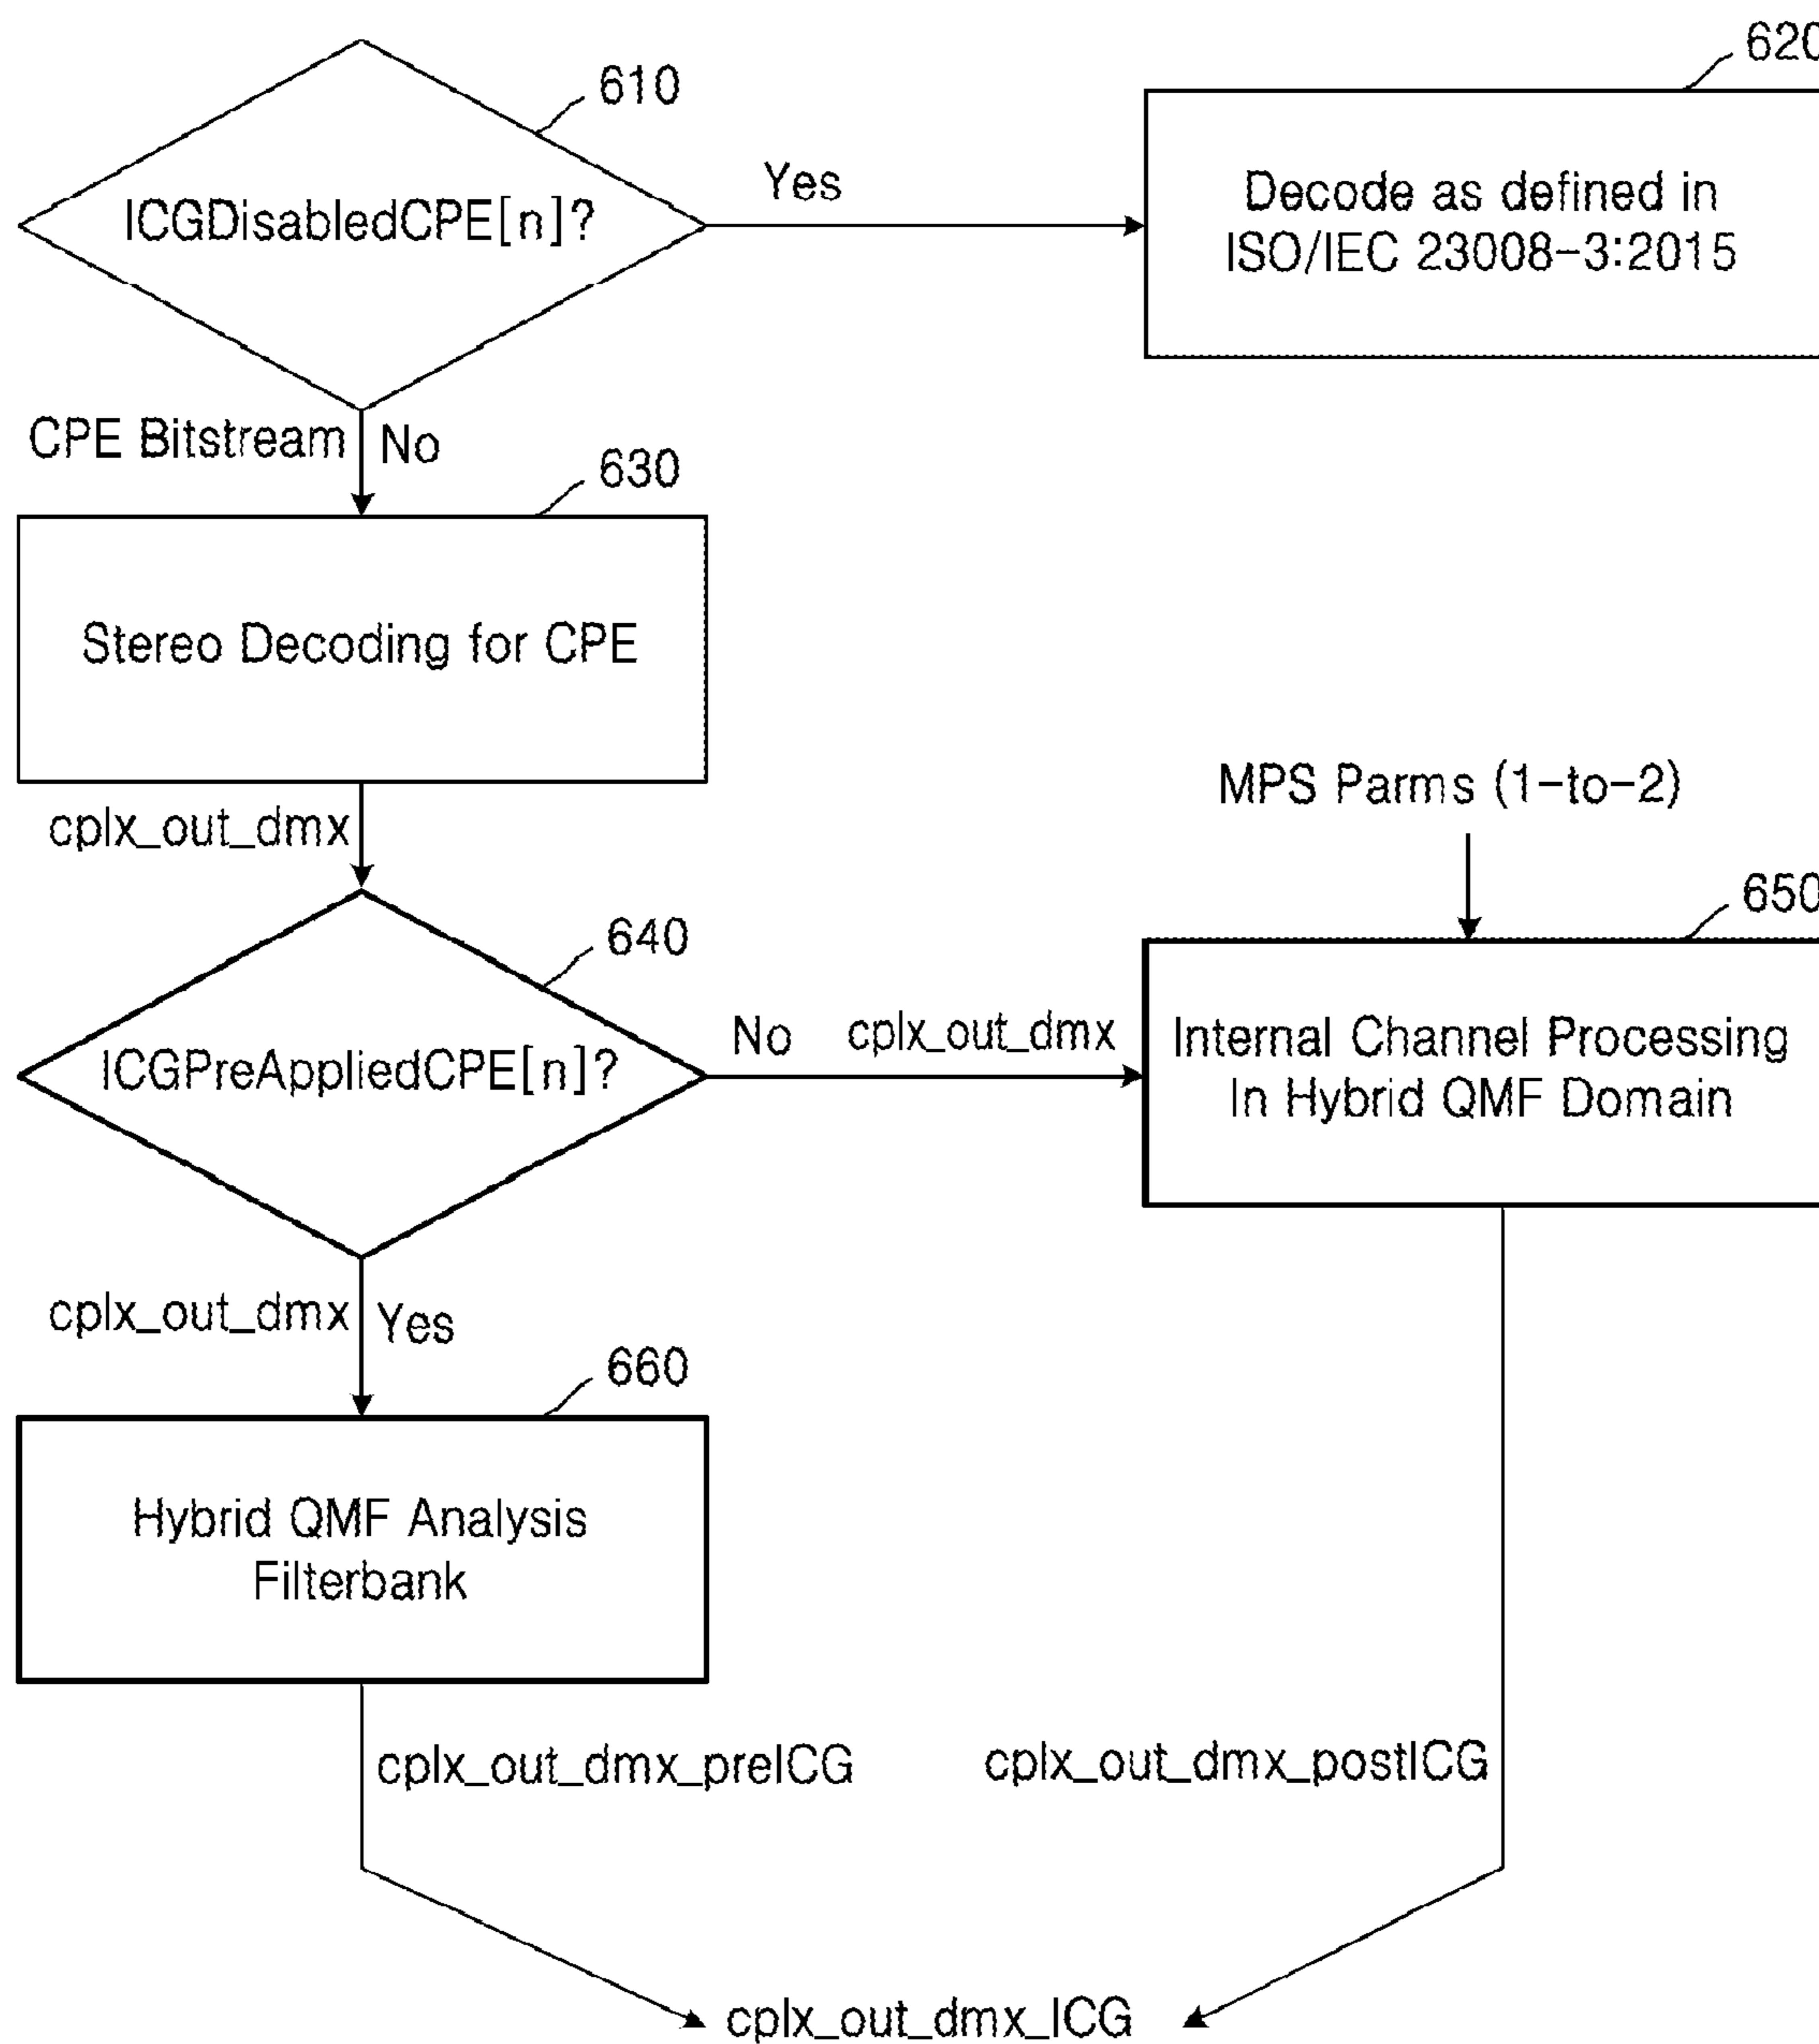 610
620
ICGDisabledCPE[n]?
Yes
Decode as defined in
ISO/IEC 23008-3:2015
CPE Bitstream
No
630
Stereo Decoding for CPE
cplx_out_dmx
MPS Parms (1-to-2)
640
650
ICGPreAppliedCPE[n]?
No
cplx_out_dmx
Internal Channel Processing
In Hybrid QMF Domain
cplx_out_dmx
Yes
660
Hybrid QMF Analysis
Filterbank
cplx_out_dmx_preICG
cplx_out_dmx_postICG
cplx_out_dmx_ICG